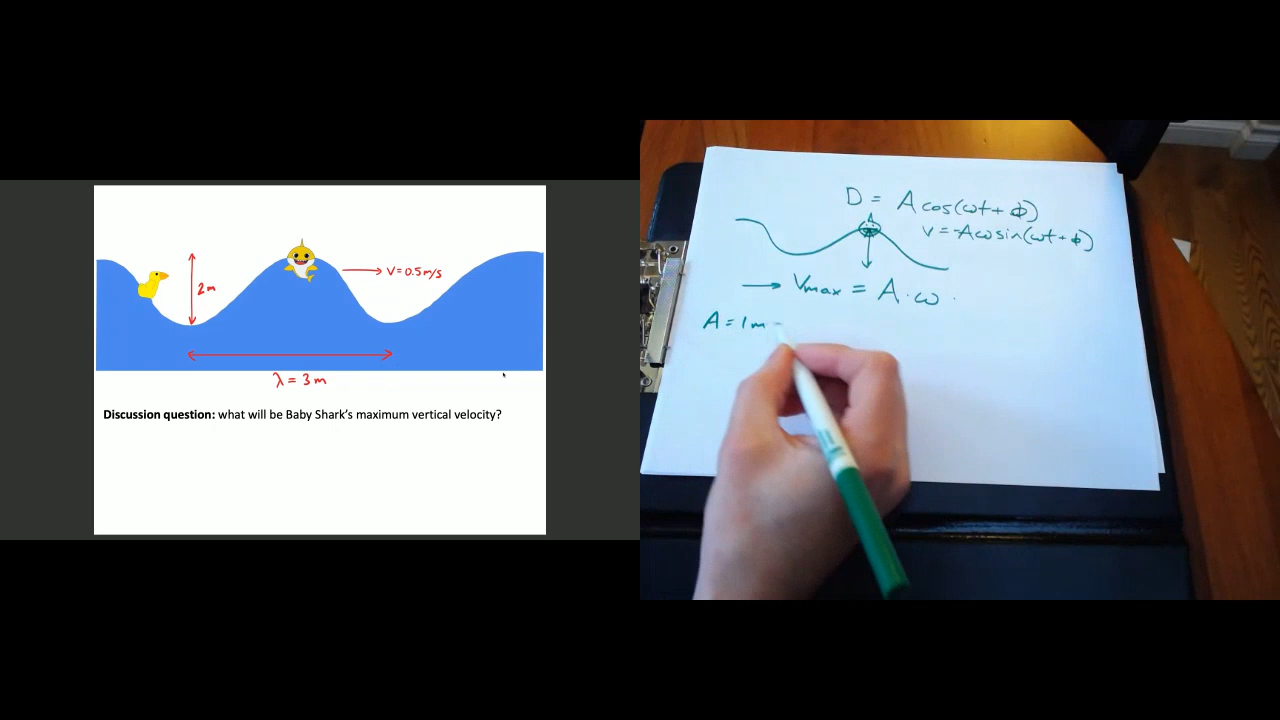 2m
V=0.5m/s
λ = 3m
Discussion question: what will be Baby Shark's maximum vertical velocity?
D = A cos(ωt + ϕ)
v = -Aω sin(ωt + ϕ)
Vmax = A · ω
A = 1m